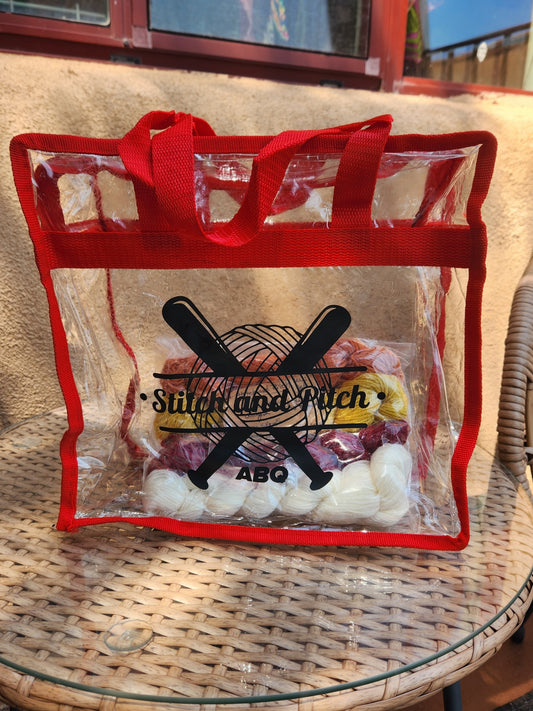 • Stitch and Pitch •
ABQ